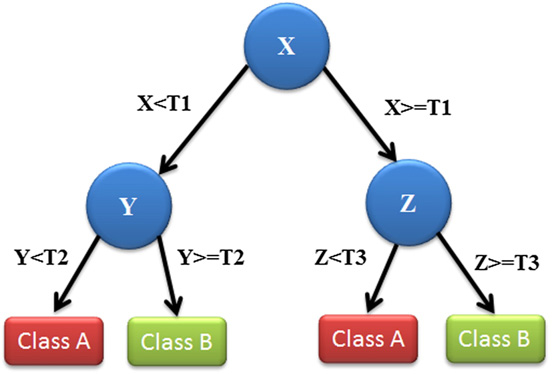 X
X<T1
X>=T1
Y
Z
Y<T2
Y>=T2
Z<T3
Z>=T3
Class A
Class B
Class A
Class B